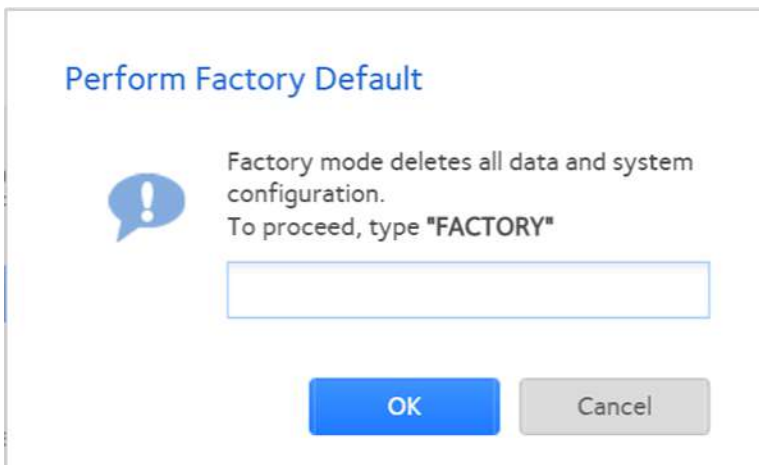 Perform Factory Default
Factory mode deletes all data and system
configuration.
To proceed, type "FACTORY"
OK
Cancel